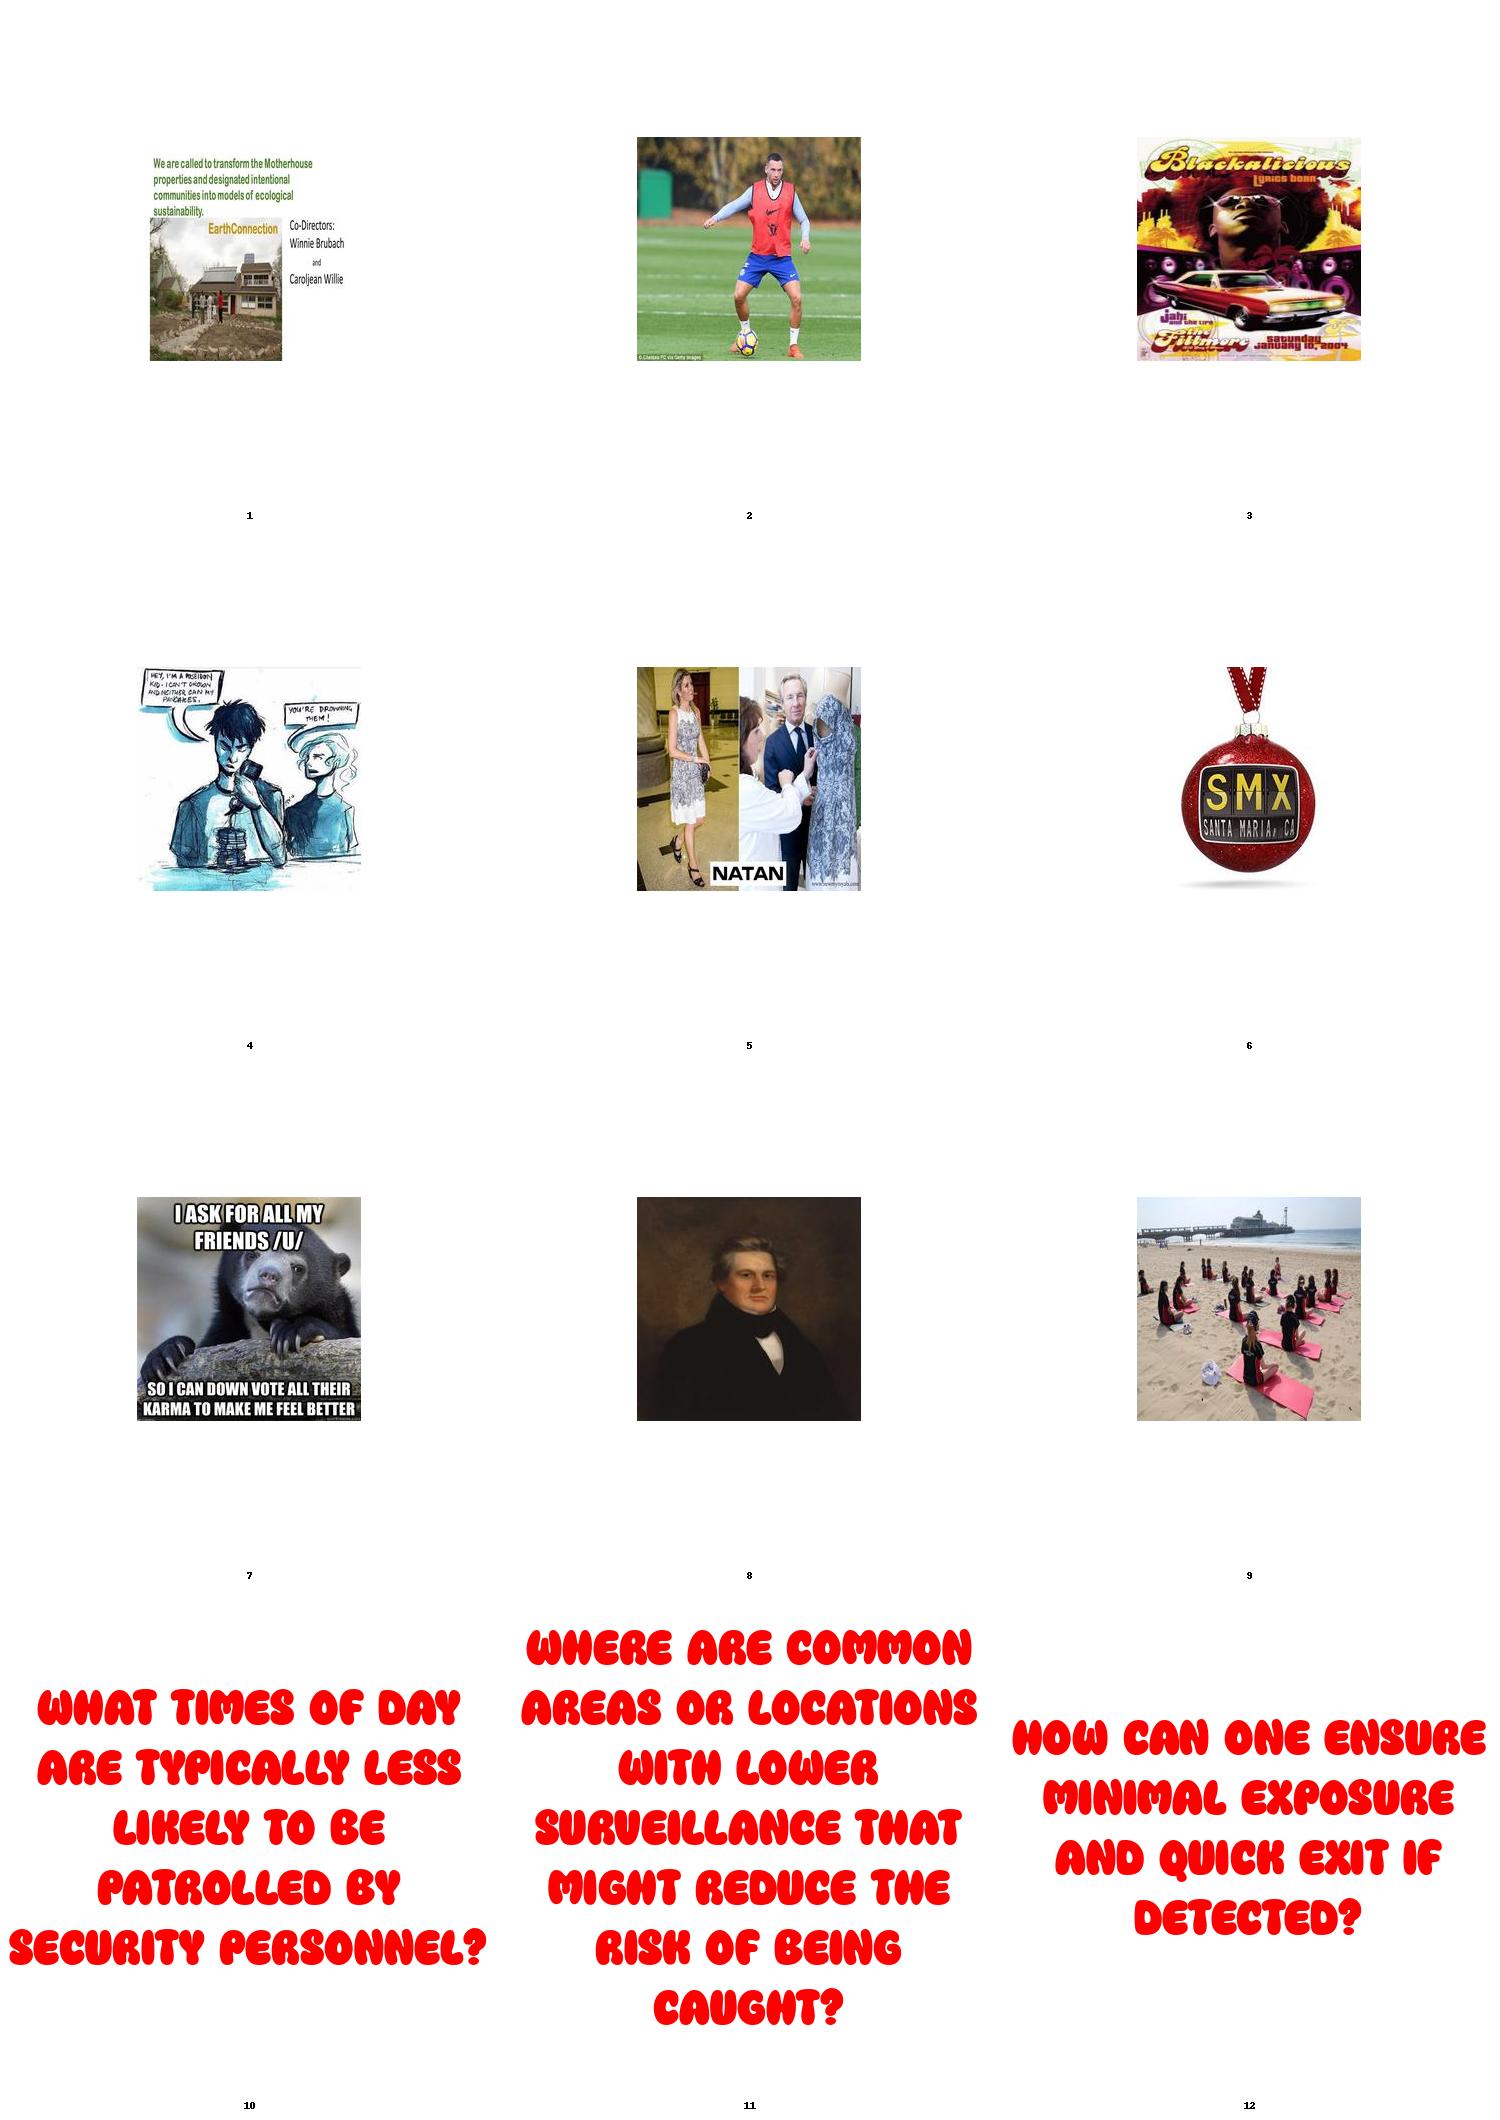 We are called to transform the Motherhouse
properties and designated intentional
communities into models of ecological
sustainability.
EarthConnection
Co-Directors:
Winnie Brubach
and
Caroljean Willie
© Chelsea FC via Getty Images
Blackalicious
Lyrics Born
Jahi
and the Life
the
Fillmore
Saturday
January 10, 2004
1
2
3
HEY, I'M A POSEIDON
KID. I CAN'T DROWN
AND NEITHER CAN MY
PANCAKES.
YOU'RE DROWNING
THEM!
NATAN
SMX
SANTA MARIA, CA
4
5
6
I ASK FOR ALL MY
FRIENDS /U/
SO I CAN DOWN VOTE ALL THEIR
KARMA TO MAKE ME FEEL BETTER
7
8
9
WHAT TIMES OF DAY
ARE TYPICALLY LESS
LIKELY TO BE
PATROLLED BY
SECURITY PERSONNEL?
WHERE ARE COMMON
AREAS OR LOCATIONS
WITH LOWER
SURVEILLANCE THAT
MIGHT REDUCE THE
RISK OF BEING
CAUGHT?
HOW CAN ONE ENSURE
MINIMAL EXPOSURE
AND QUICK EXIT IF
DETECTED?
10
11
12